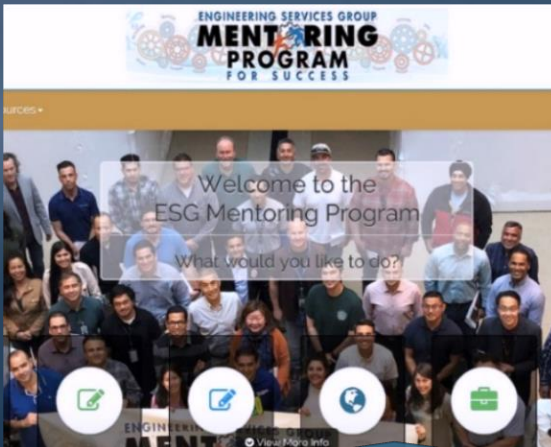 ENGINEERING SERVICES GROUP
MENTORING
PROGRAM
FOR SUCCESS
ources
Welcome to the
ESG Mentoring Program
What would you like to do?
View More Info